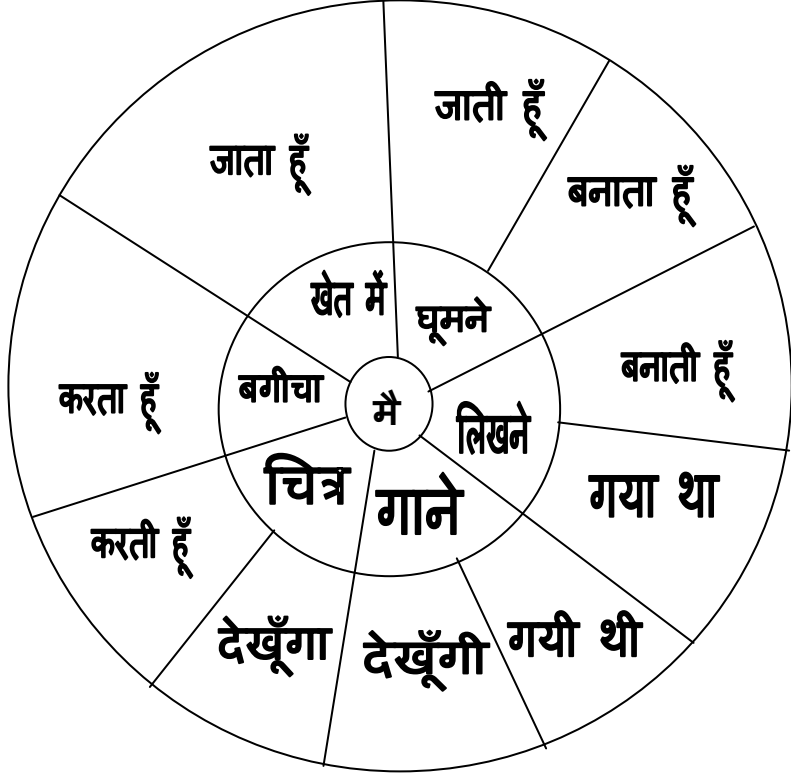 जाती हूँ
जाता हूँ
बनाता हूँ
खेत में
घूमने
बनाती हूँ
करता हूँ
बगीचा
मै
लिखने
चित्र
गाने
गया था
करती हूँ
देखूँगा
देखूँगी
गयी थी